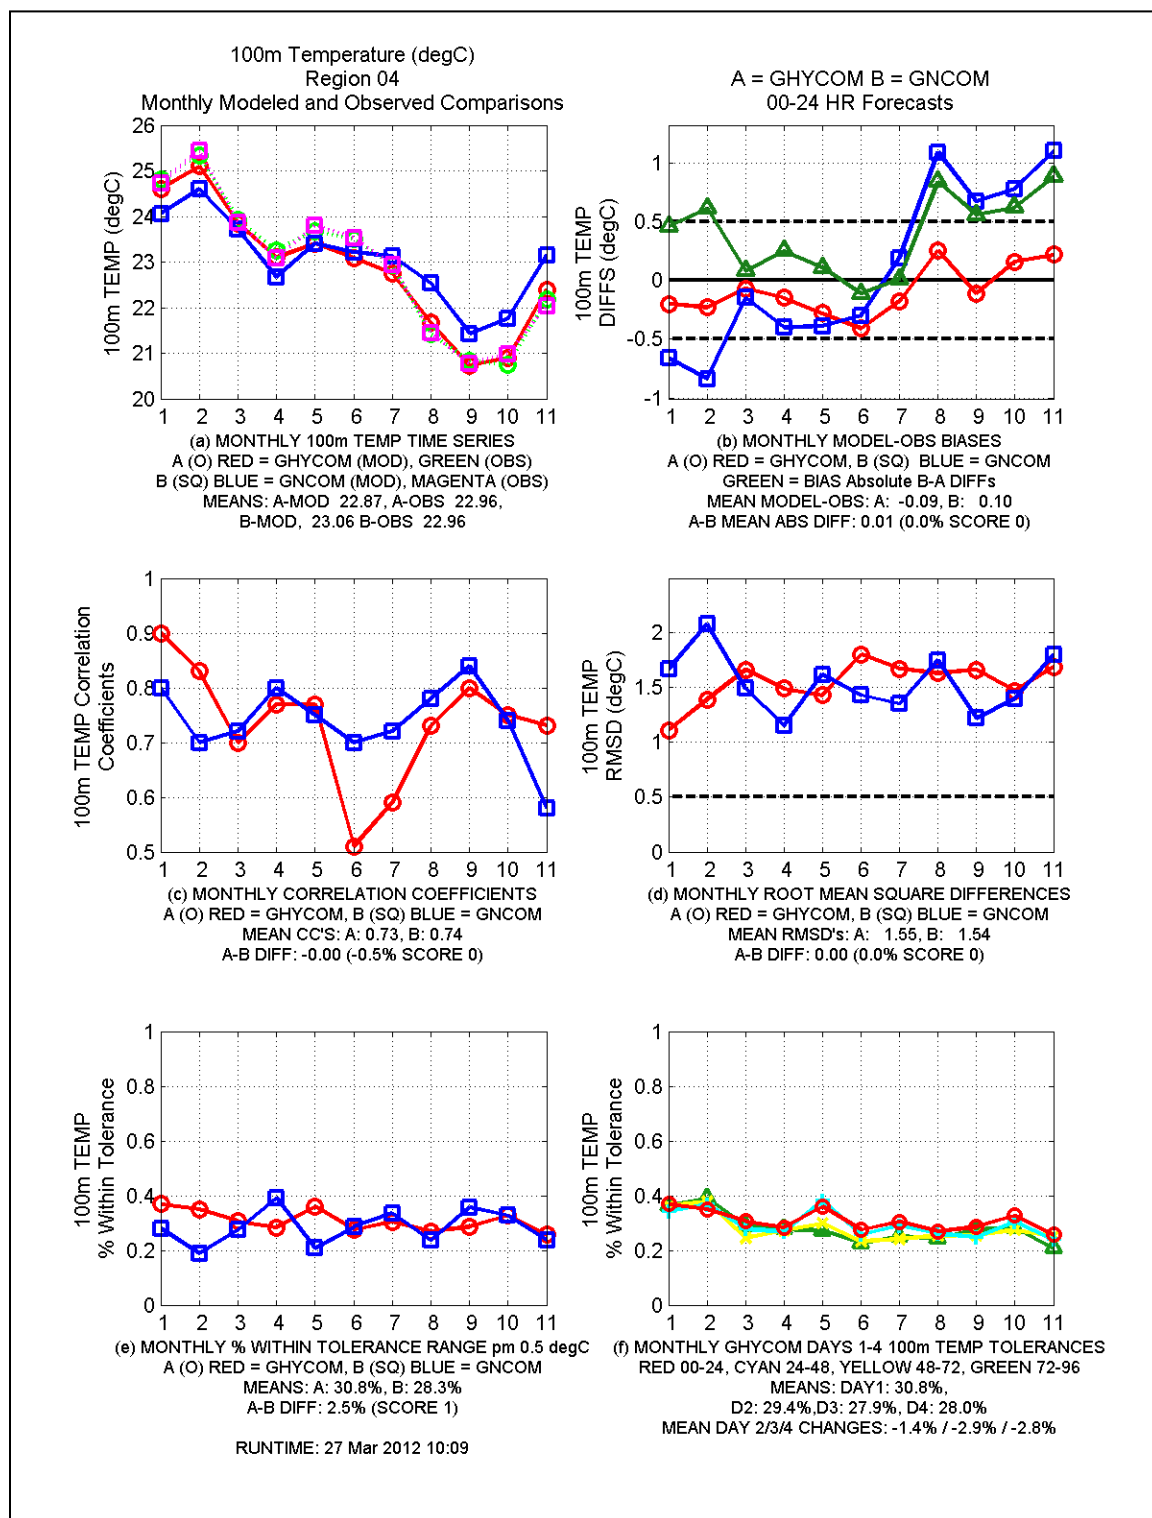 100m Temperature (degC)
Region 04
Monthly Modeled and Observed Comparisons
A = GHYCOM B = GNCOM
00-24 HR Forecasts
100m TEMP (degC)
26
25
24
23
22
21
20
1 2 3 4 5 6 7 8 9 10 11
(a) MONTHLY 100m TEMP TIME SERIES
A (O) RED = GHYCOM (MOD), GREEN (OBS)
B (SQ) BLUE = GNCOM (MOD), MAGENTA (OBS)
MEANS: A-MOD 22.87, A-OBS 22.96,
B-MOD, 23.06 B-OBS 22.96
100m TEMP
DIFFS (degC)
1
0.5
0
-0.5
-1
1 2 3 4 5 6 7 8 9 10 11
(b) MONTHLY MODEL-OBS BIASES
A (O) RED = GHYCOM, B (SQ) BLUE = GNCOM
GREEN = BIAS Absolute B-A DIFFs
MEAN MODEL-OBS: A: -0.09, B: 0.10
A-B MEAN ABS DIFF: 0.01 (0.0% SCORE 0)
100m TEMP Correlation
Coefficients
1
0.9
0.8
0.7
0.6
0.5
1 2 3 4 5 6 7 8 9 10 11
(c) MONTHLY CORRELATION COEFFICIENTS
A (O) RED = GHYCOM, B (SQ) BLUE = GNCOM
MEAN CC'S: A: 0.73, B: 0.74
A-B DIFF: -0.00 (-0.5% SCORE 0)
100m TEMP
RMSD (degC)
2
1.5
1
0.5
0
1 2 3 4 5 6 7 8 9 10 11
(d) MONTHLY ROOT MEAN SQUARE DIFFERENCES
A (O) RED = GHYCOM, B (SQ) BLUE = GNCOM
MEAN RMSD's: A: 1.55, B: 1.54
A-B DIFF: 0.00 (0.0% SCORE 0)
100m TEMP
% Within Tolerance
1
0.8
0.6
0.4
0.2
0
1 2 3 4 5 6 7 8 9 10 11
(e) MONTHLY % WITHIN TOLERANCE RANGE pm 0.5 degC
A (O) RED = GHYCOM, B (SQ) BLUE = GNCOM
MEANS: A: 30.8%, B: 28.3%
A-B DIFF: 2.5% (SCORE 1)
RUNTIME: 27 Mar 2012 10:09
100m TEMP
% Within Tolerance
1
0.8
0.6
0.4
0.2
0
1 2 3 4 5 6 7 8 9 10 11
(f) MONTHLY GHYCOM DAYS 1-4 100m TEMP TOLERANCES
RED 00-24, CYAN 24-48, YELLOW 48-72, GREEN 72-96
MEANS: DAY1: 30.8%,
D2: 29.4%,D3: 27.9%, D4: 28.0%
MEAN DAY 2/3/4 CHANGES: -1.4% / -2.9% / -2.8%